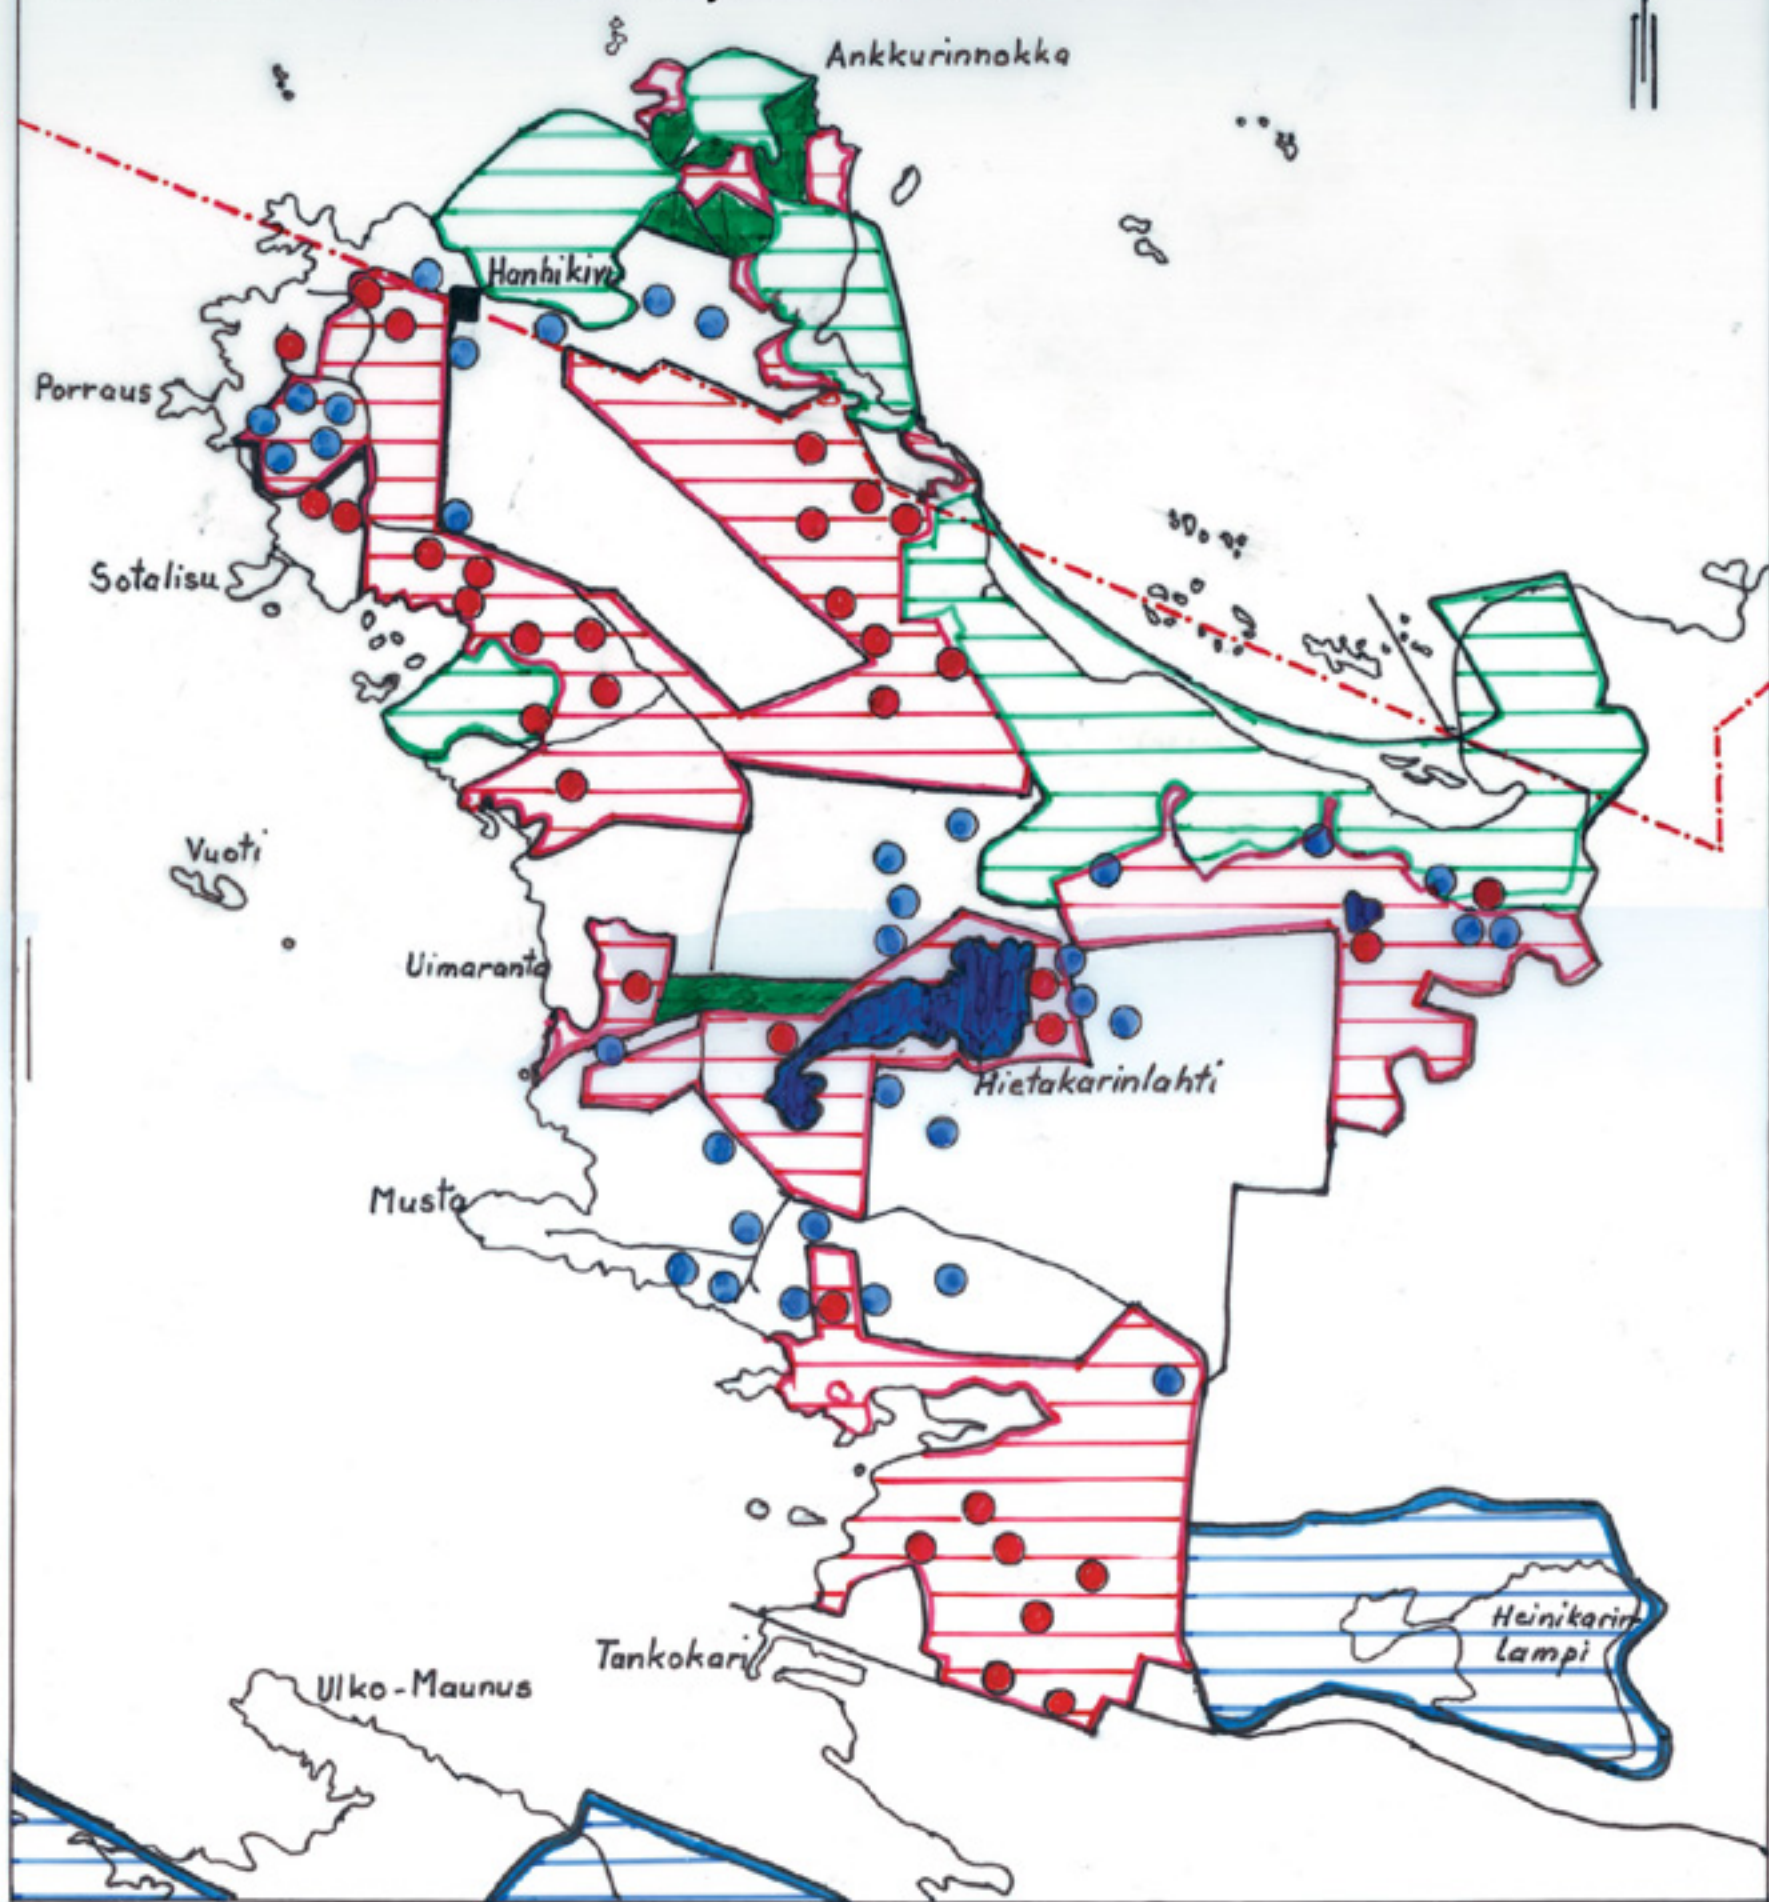 Ankkurinnokka
Hanhikivi
Porraus
Sotalisu
Vuoti
Uimaranta
Hietakarinlahti
Musta
Heinikarin
lampi
Tankokari
Ulko-Maunus